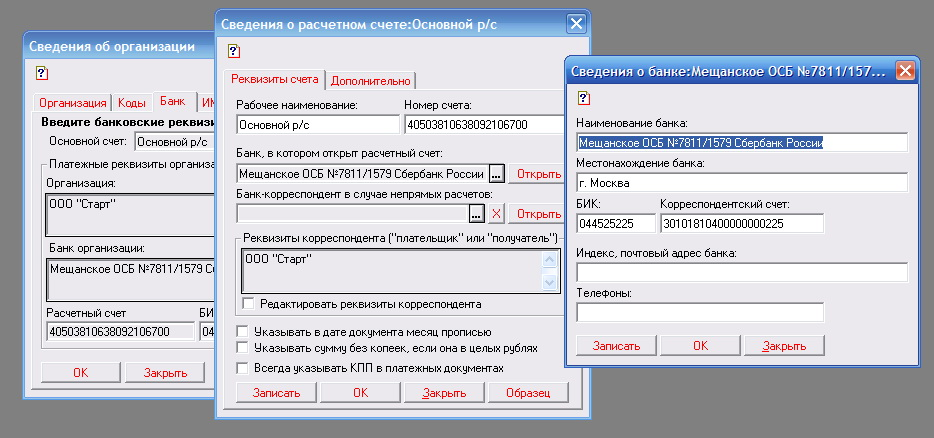 Сведения об организации
Организация
Коды
Банк
Введите банковские реквизи
Основной счет:
Основной р/с
Платежные реквизиты организа
Организация:
ООО "Старт"
Банк организации:
Мещанское ОСБ №7811/1579 Сб
Расчетный счет
БИ
40503810638092106700
04
OK
Закрыть
Сведения о расчетном счете:Основной р/с
Реквизиты счета
Дополнительно
Рабочее наименование:
Номер счета:
Основной р/с
40503810638092106700
Банк, в котором открыт расчетный счет:
Мещанское ОСБ №7811/1579 Сбербанк России
...
Открыть
Банк-корреспондент в случае непрямых расчетов:
...
X
Открыть
Реквизиты корреспондента ("плательщик" или "получатель")
ООО "Старт"
Редактировать реквизиты корреспондента
Указывать в дате документа месяц прописью
Указывать сумму без копеек, если она в целых рублях
Всегда указывать КПП в платежных документах
Записать
OK
Закрыть
Образец
Сведения о банке:Мещанское ОСБ №7811/157...
Наименование банка:
Мещанское ОСБ №7811/1579 Сбербанк России
Местонахождение банка:
г. Москва
БИК:
Корреспондентский счет:
044525225
30101810400000000225
Индекс, почтовый адрес банка:
Телефоны:
Записать
OK
Закрыть